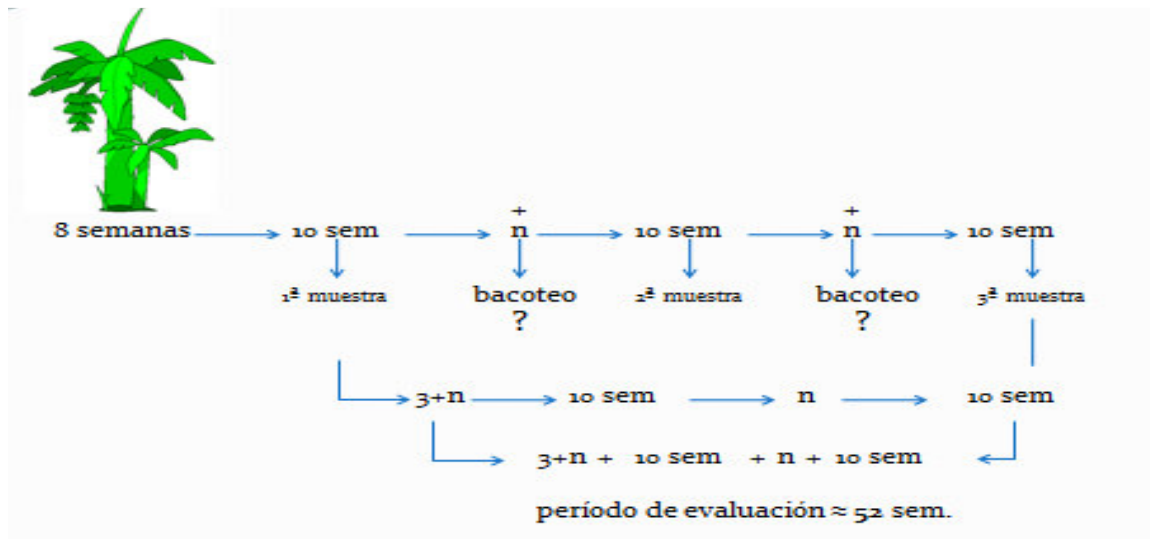 + +
8 semanas 10 sem n 10 sem n 10 sem
1ª muestra bacoteo 2ª muestra bacoteo 3ª muestra
? ?
3+n 10 sem n 10 sem
3+n + 10 sem + n + 10 sem
período de evaluación ≈ 52 sem.